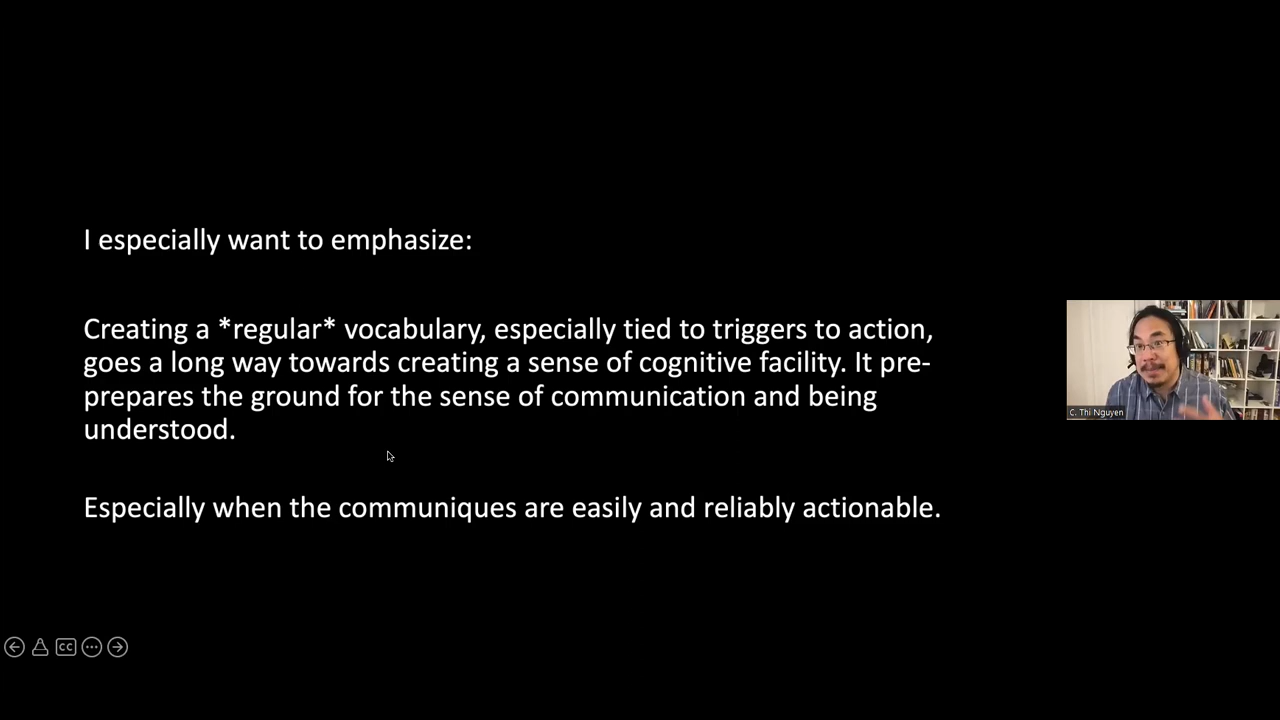 I especially want to emphasize:
Creating a *regular* vocabulary, especially tied to triggers to action,
goes a long way towards creating a sense of cognitive facility. It pre-
prepares the ground for the sense of communication and being
understood.
Especially when the communiques are easily and reliably actionable.
C. Thi Nguyen
CC